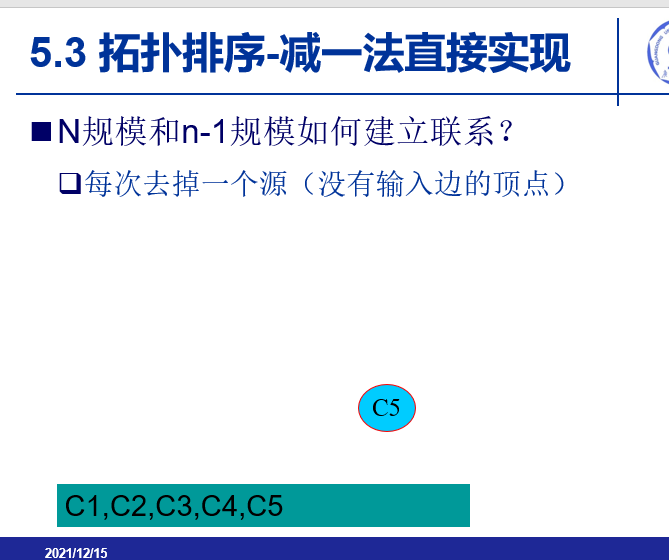 5.3 拓扑排序-减一法直接实现
N规模和n-1规模如何建立联系？
每次去掉一个源（没有输入边的顶点）
C5
C1,C2,C3,C4,C5
2021/12/15